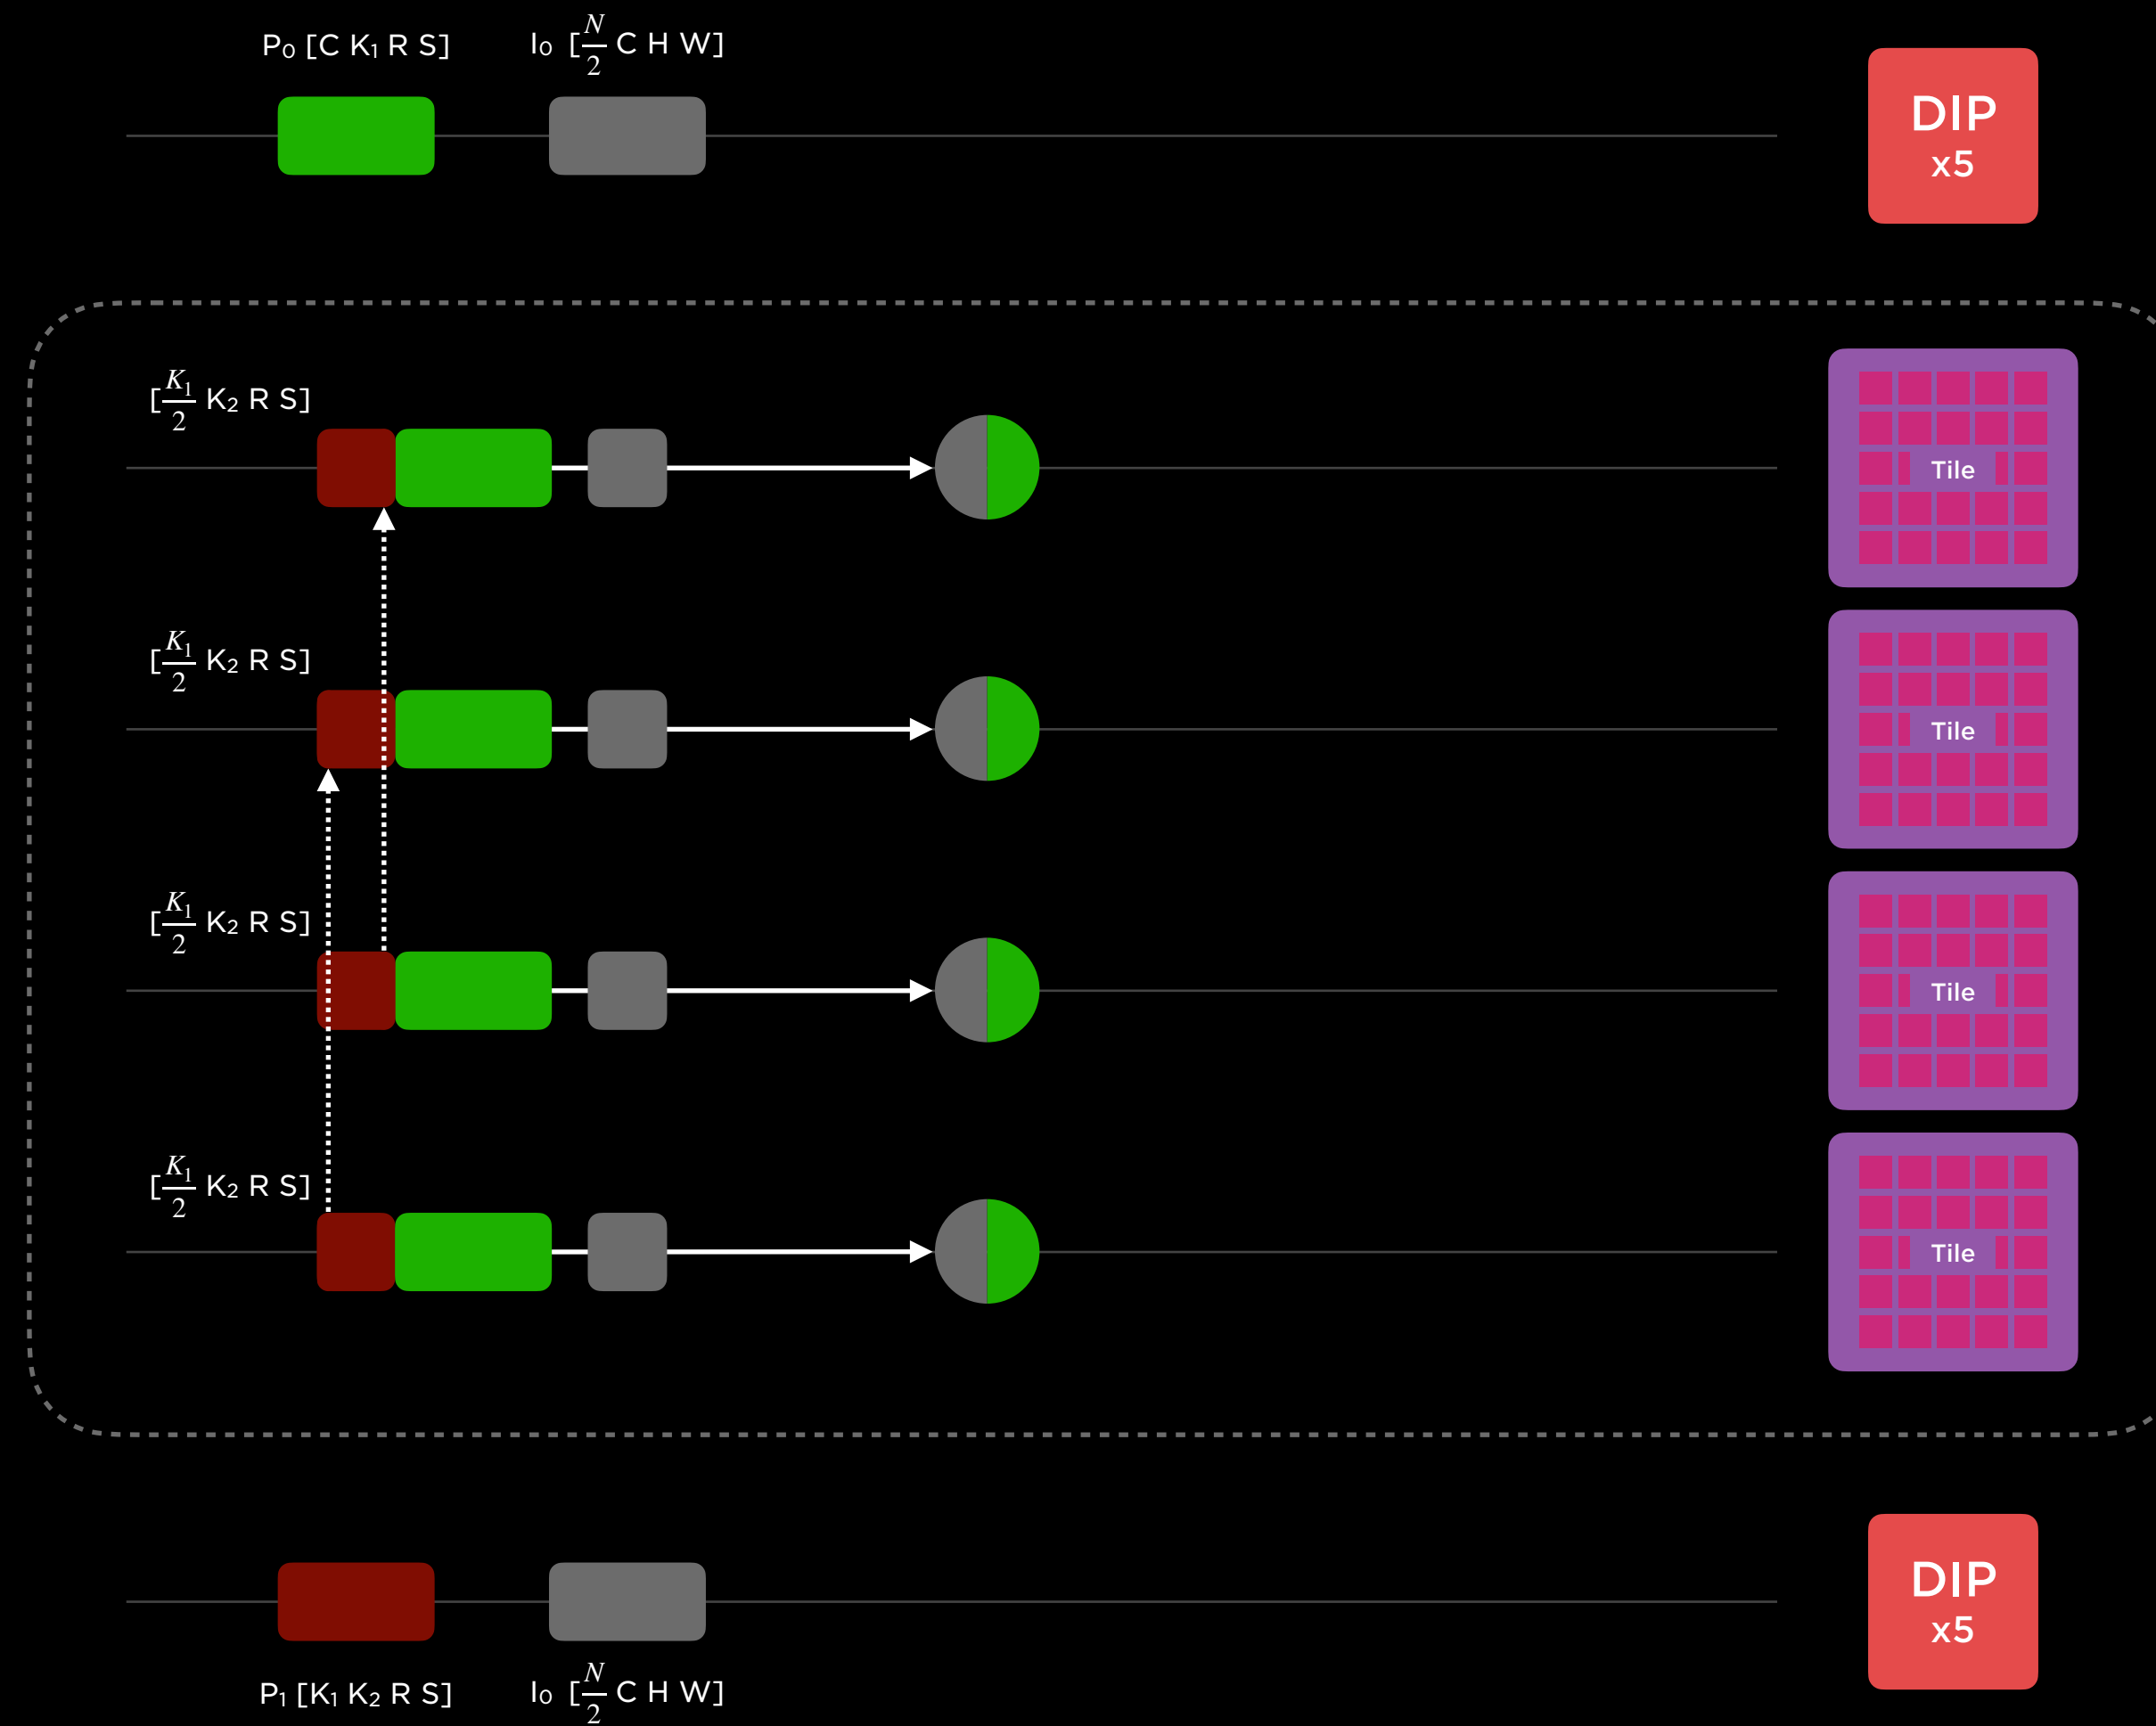 P₀ [C K₁ R S]
I₀ [N/2 C H W]
DIP
x5
[K₁/2 K₂ R S]
Tile
[K₁/2 K₂ R S]
Tile
[K₁/2 K₂ R S]
Tile
[K₁/2 K₂ R S]
Tile
DIP
x5
P₁ [K₁ K₂ R S]
I₀ [N/2 C H W]